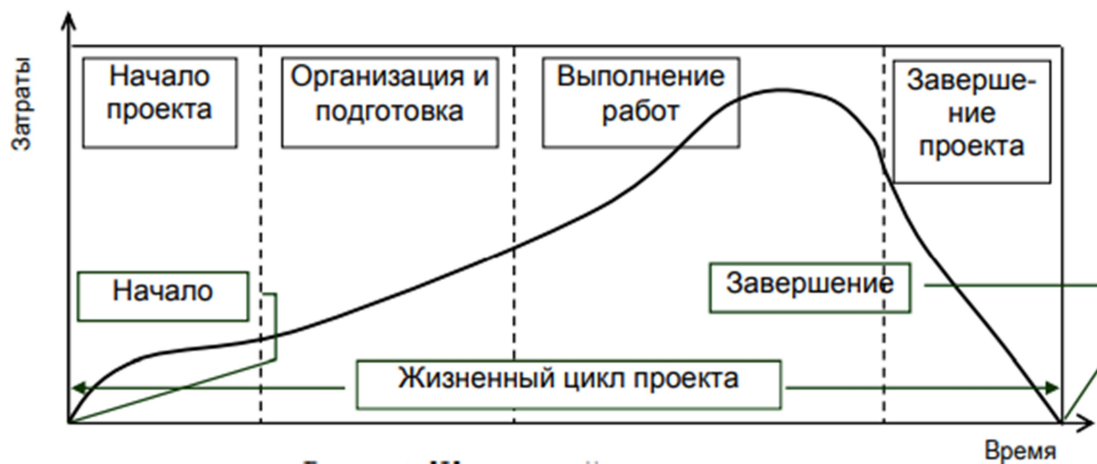 Затраты
Начало
проекта
Организация и
подготовка
Выполнение
работ
Заверше-
ние
проекта
Начало
Завершение
Жизненный цикл проекта
Время